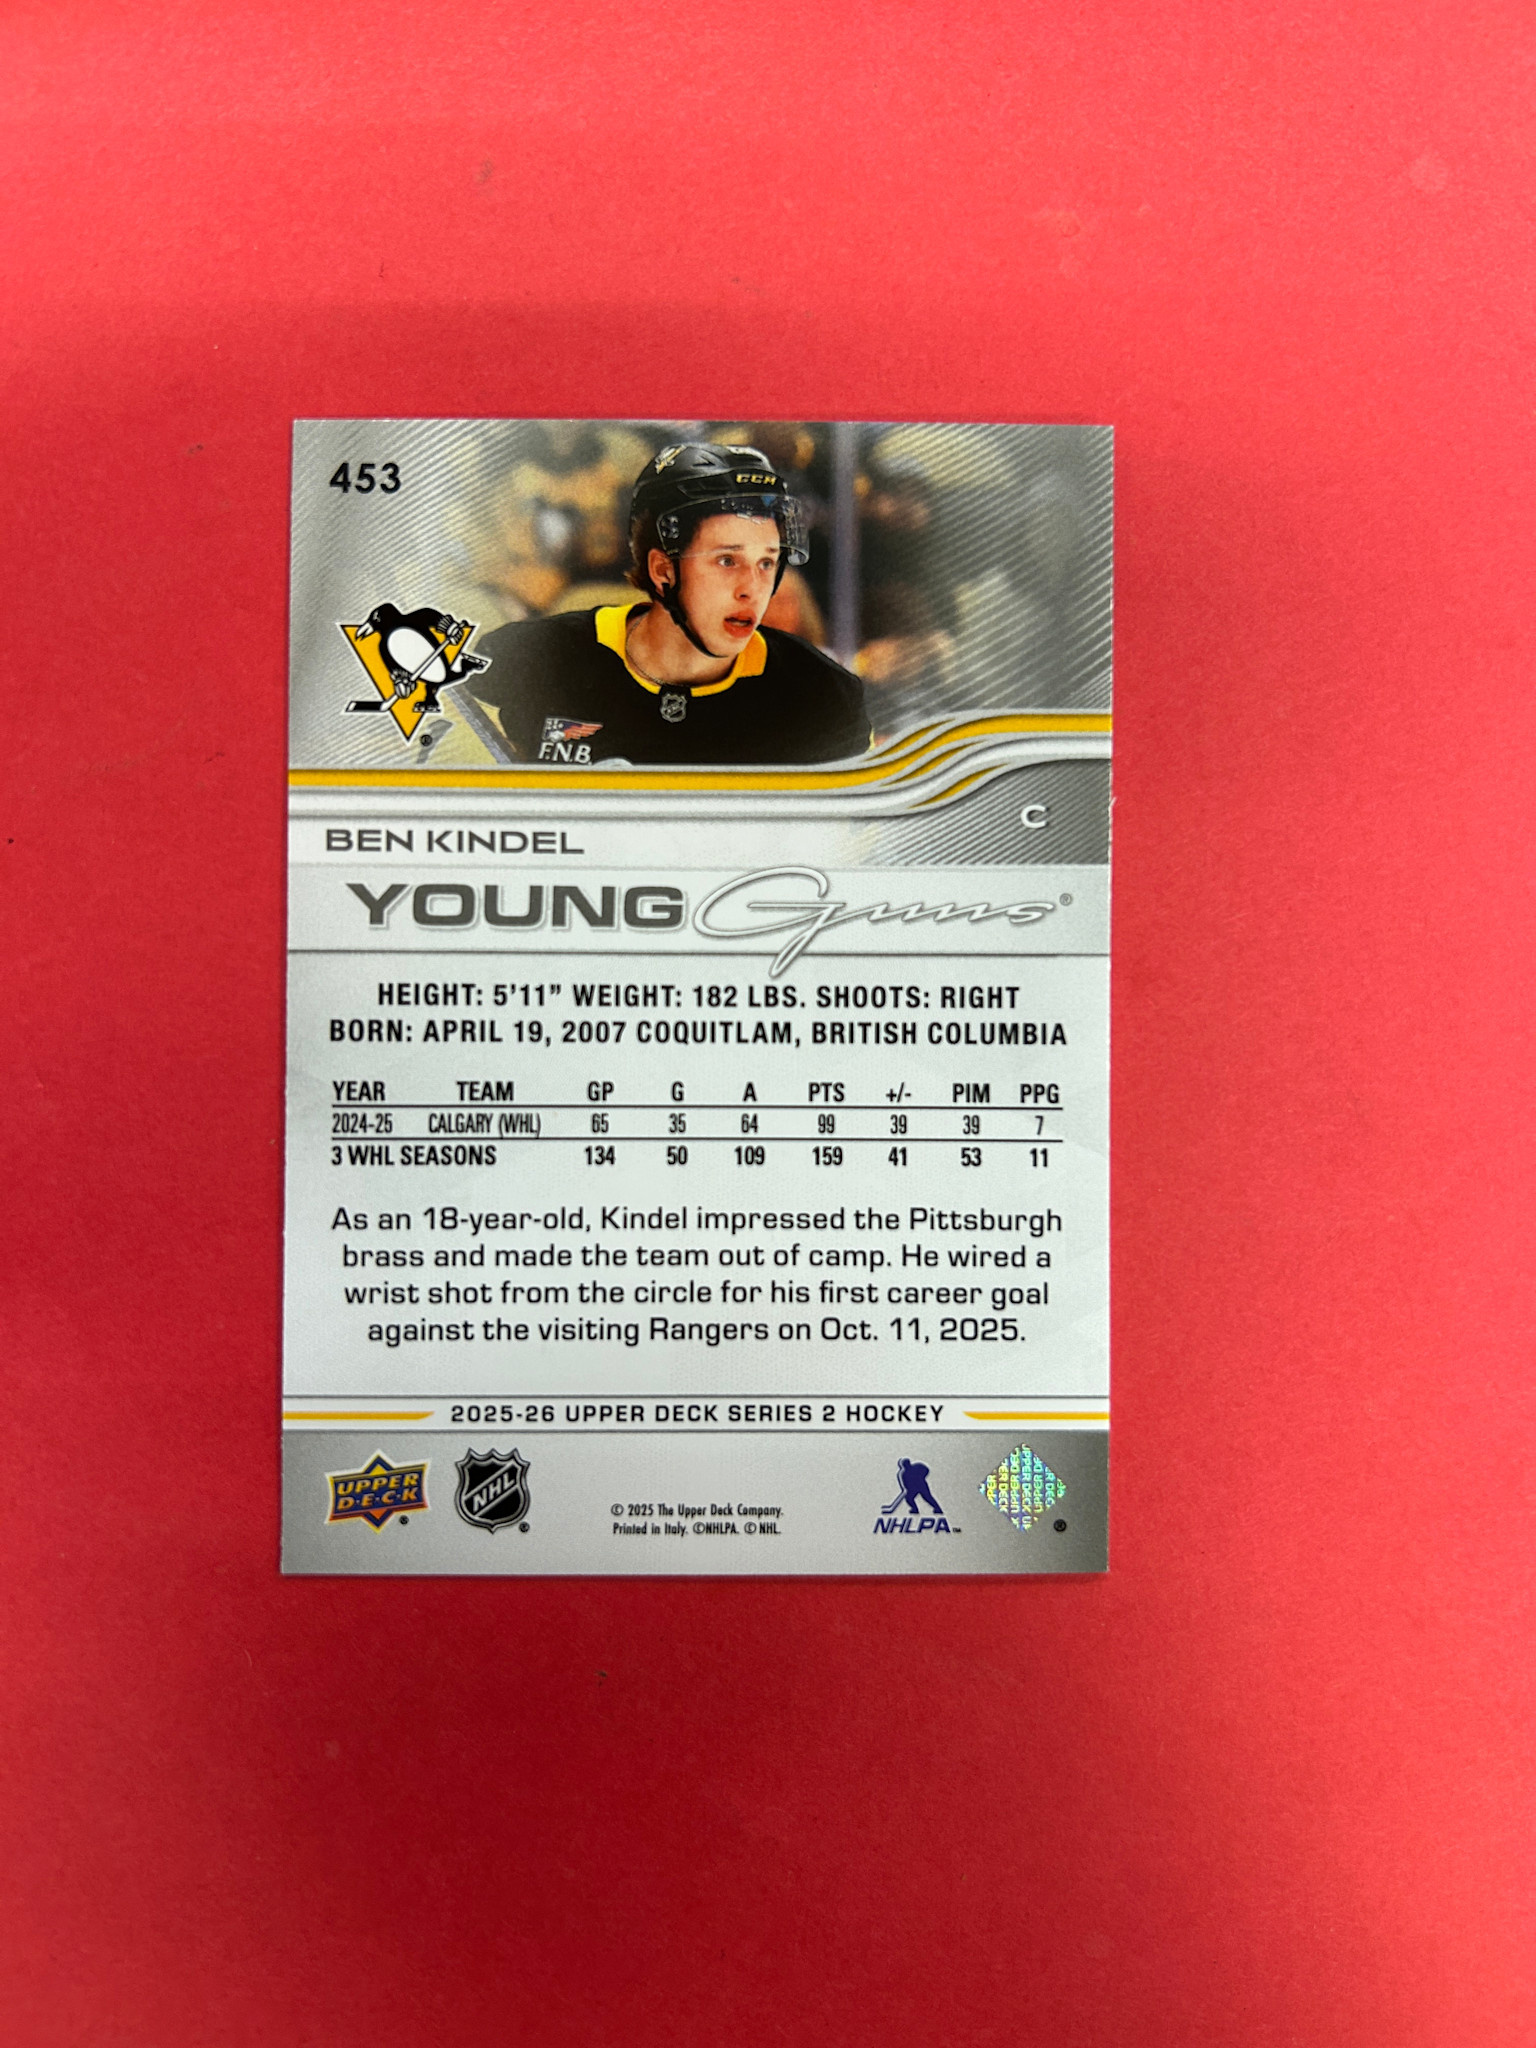 453
CCM
F.N.B.
®
C
BEN KINDEL
YOUNG Guns®
HEIGHT: 5'11" WEIGHT: 182 LBS. SHOOTS: RIGHT
BORN: APRIL 19, 2007 COQUITLAM, BRITISH COLUMBIA
YEAR TEAM GP G A PTS +/- PIM PPG
2024-25 CALGARY (WHL) 65 35 64 99 39 39 7
3 WHL SEASONS 134 50 109 159 41 53 11
As an 18-year-old, Kindel impressed the Pittsburgh
brass and made the team out of camp. He wired a
wrist shot from the circle for his first career goal
against the visiting Rangers on Oct. 11, 2025.
2025-26 UPPER DECK SERIES 2 HOCKEY
UPPER
D·E·C·K ®
NHL ®
© 2025 The Upper Deck Company.
Printed in Italy. ©NHLPA. © NHL.
NHLPA™
UPPER DECK
®